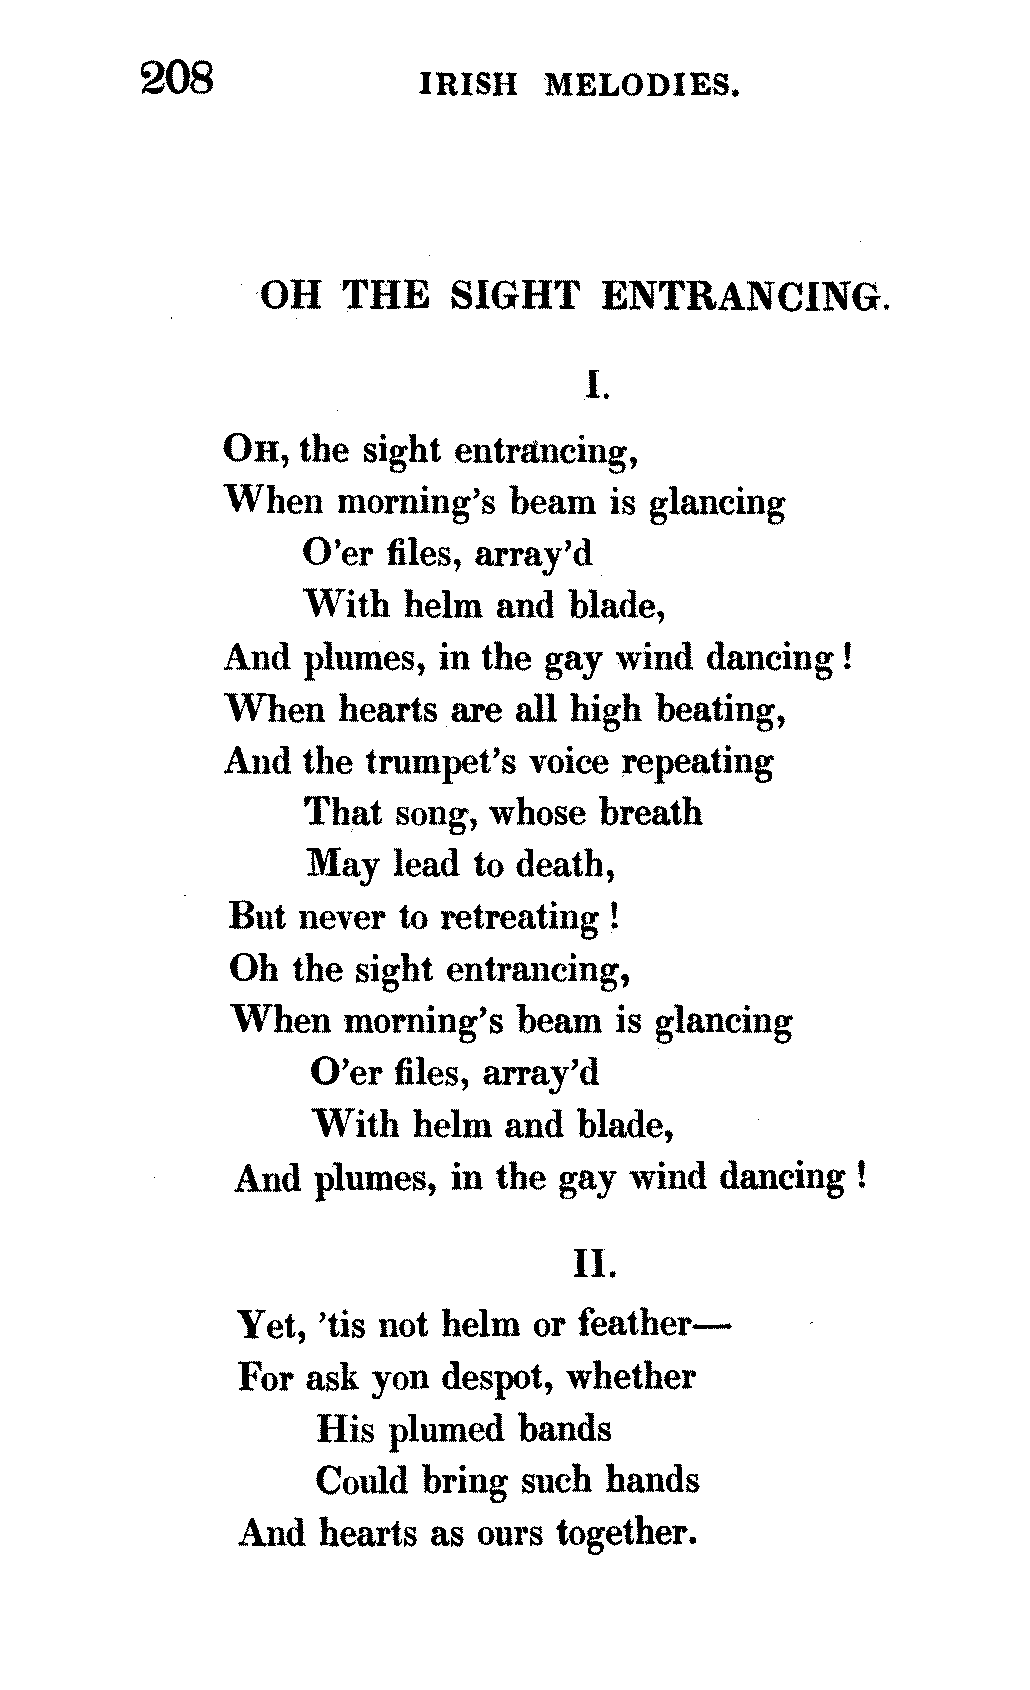 208 IRISH MELODIES.
OH THE SIGHT ENTRANCING.
I.
OH, the sight entrancing,
When morning's beam is glancing
O'er files, array'd
With helm and blade,
And plumes, in the gay wind dancing!
When hearts are all high beating,
And the trumpet's voice repeating
That song, whose breath
May lead to death,
But never to retreating!
Oh the sight entrancing,
When morning's beam is glancing
O'er files, array'd
With helm and blade,
And plumes, in the gay wind dancing!
II.
Yet, 'tis not helm or feather—
For ask yon despot, whether
His plumed bands
Could bring such hands
And hearts as ours together.